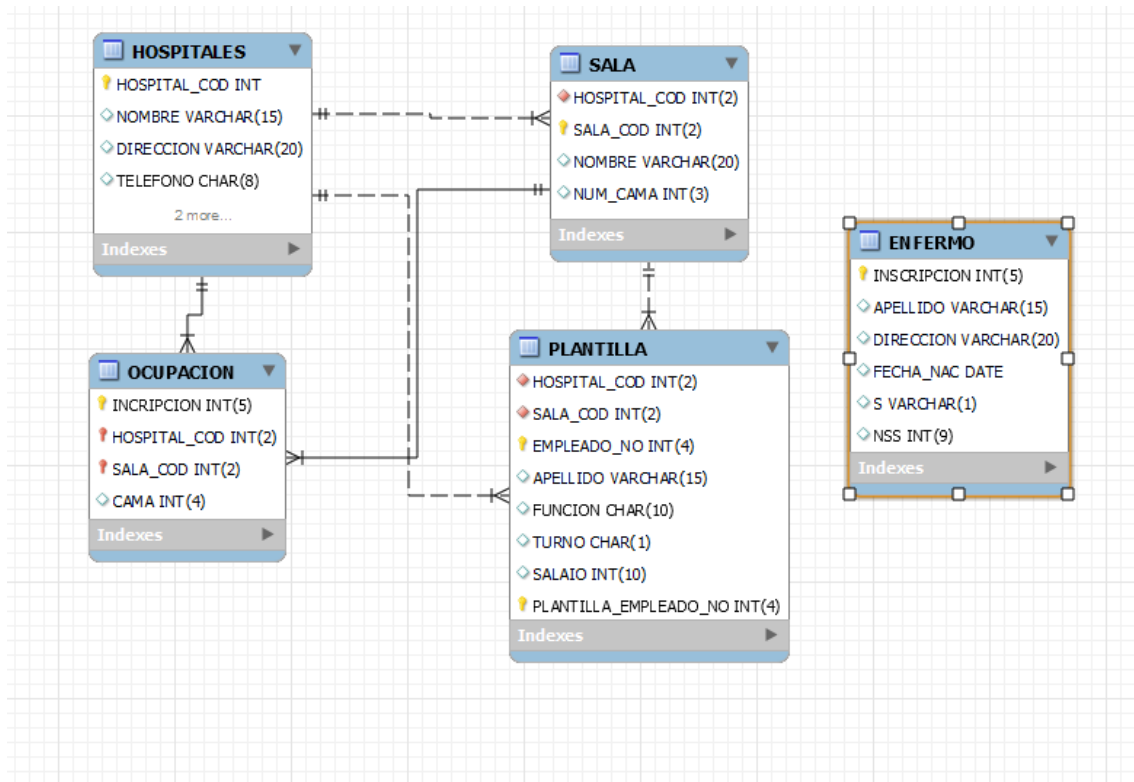 HOSPITALES
HOSPITAL_COD INT
NOMBRE VARCHAR(15)
DIRECCION VARCHAR(20)
TELEFONO CHAR(8)
2 more...
Indexes
SALA
HOSPITAL_COD INT(2)
SALA_COD INT(2)
NOMBRE VARCHAR(20)
NUM_CAMA INT(3)
Indexes
ENFERMO
INSCRIPCION INT(5)
APELLIDO VARCHAR(15)
DIRECCION VARCHAR(20)
FECHA_NAC DATE
S VARCHAR(1)
NSS INT(9)
Indexes
OCUPACION
INCRIPCION INT(5)
HOSPITAL_COD INT(2)
SALA_COD INT(2)
CAMA INT(4)
Indexes
PLANTILLA
HOSPITAL_COD INT(2)
SALA_COD INT(2)
EMPLEADO_NO INT(4)
APELLIDO VARCHAR(15)
FUNCION CHAR(10)
TURNO CHAR(1)
SALAIO INT(10)
PLANTILLA_EMPLEADO_NO INT(4)
Indexes